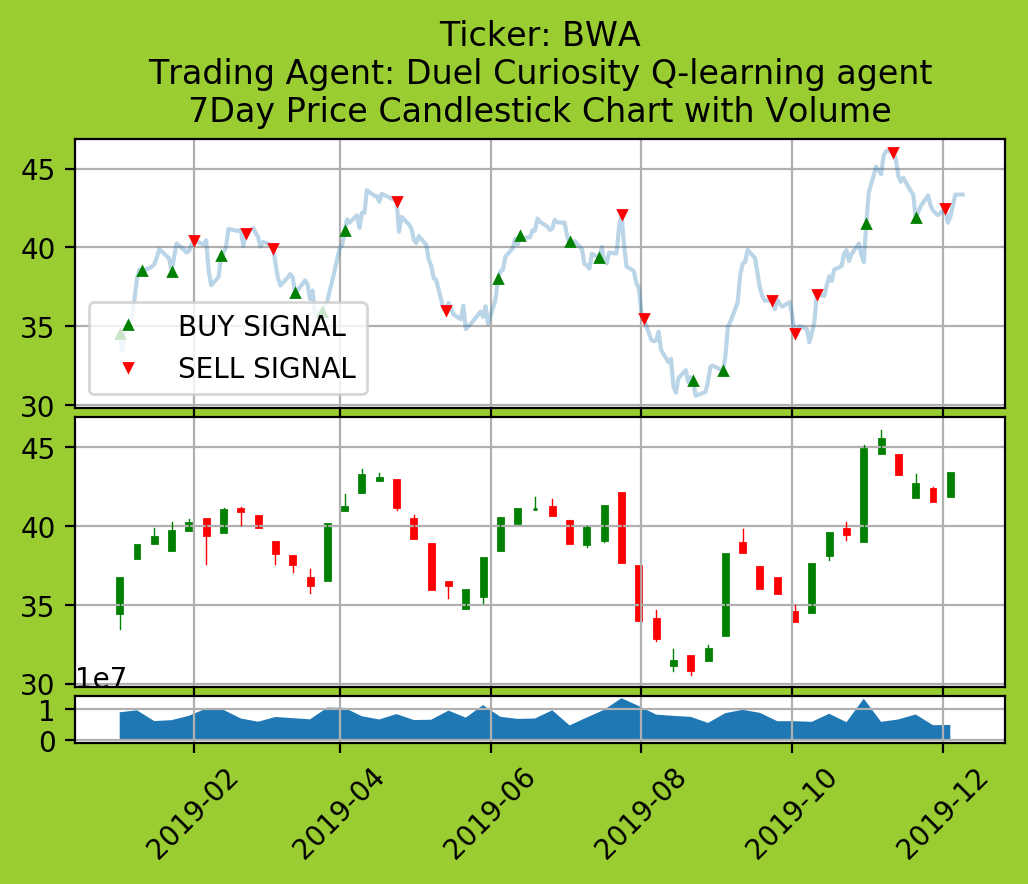 Ticker: BWA
Trading Agent: Duel Curiosity Q-learning agent
7Day Price Candlestick Chart with Volume
45
40
35
30
BUY SIGNAL
SELL SIGNAL
45
40
35
30
1e7
1
0
2019-02
2019-04
2019-06
2019-08
2019-10
2019-12